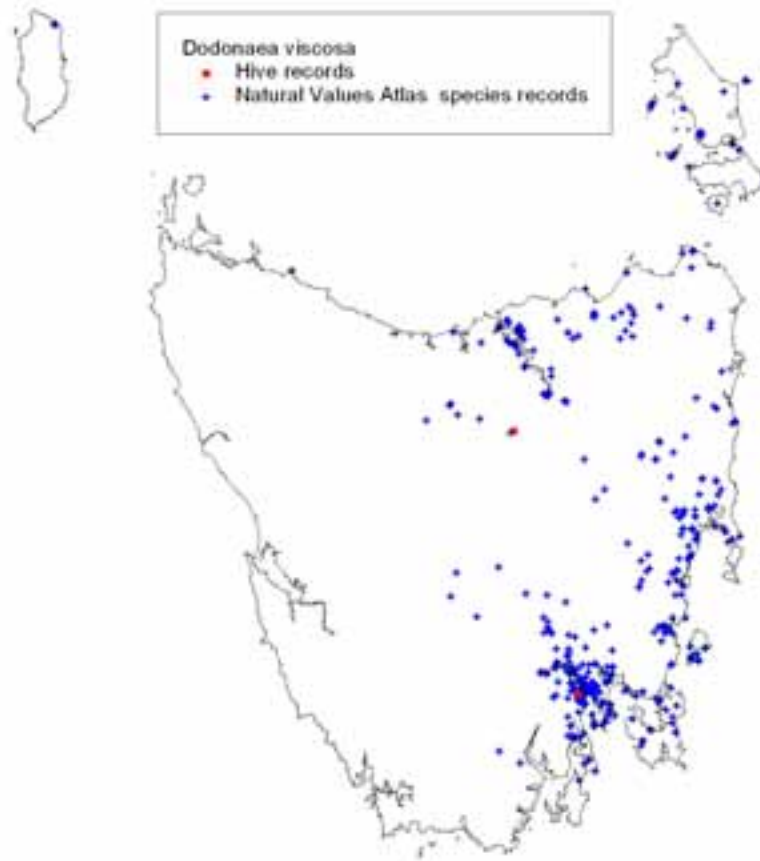 Dodonaea viscosa
Hive records
Natural Values Atlas species records